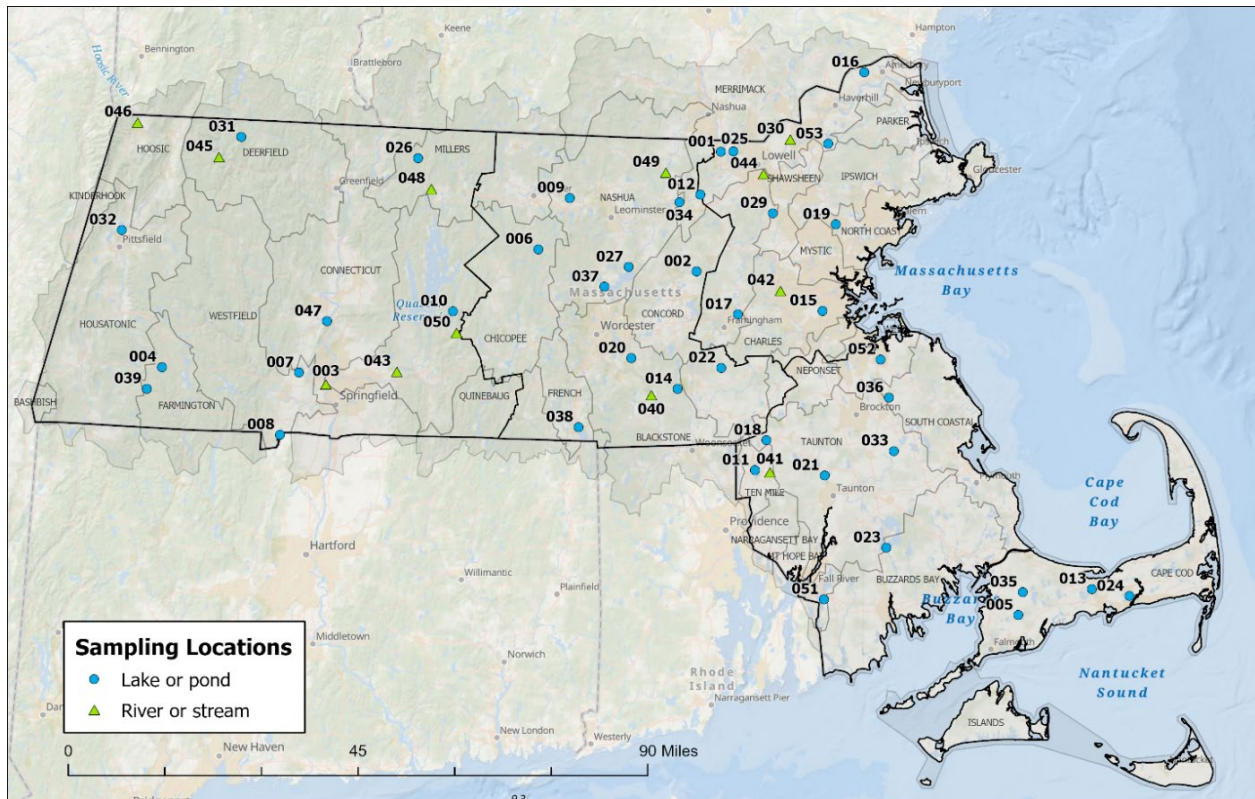 Bennington
Keene
Hampton
Hoosic River
Brattleboro
016
Amesbury
Newburyport
MERRIMACK
Haverhill
Nashua
046
031
HOOSIC
045
DEERFIELD
026
MILLERS
001
025
030
053
PARKER
Ipswich
Lowell
044
049
048
Greenfield
KINDERHOOK
009
NASHUA
012
SHAWSHEEN
IPSWICH
Gloucester
Leominster
034
029
019
NORTH COAST
032
Pittsfield
006
MYSTIC
CONNECTICUT
027
002
037
Massachusetts
042
Massachusetts
Bay
HOUSATONIC
WESTFIELD
047
010
050
017
015
Framingham
CONCORD
CHARLES
CHICOPEE
Worcester
004
039
007
003
043
020
022
052
NEPONSET
Springfield
014
036
BASHBISH
FARMINGTON
QUINEBAUG
FRENCH
040
Brockton
SOUTH COASTAL
008
038
BLACKSTONE
Woonsocket
018
TAUNTON
033
011
041
021
Plymouth
Cape
Cod
Bay
TEN MILE
Taunton
Providence
NARRAGANSETT BAY
MT HOPE BAY
023
Hartford
Willimantic
Plainfield
Fall River
051
BUZZARDS BAY
035
013
024
CAPE COD
005
Buzzards
Bay
Falmouth
Sampling Locations
Lake or pond
River or stream
Middletown
Norwich
Rhode
Island
Narragansett Pier
Nantucket
Sound
ISLANDS
New London
Westerly
New Haven
0
45
90 Miles